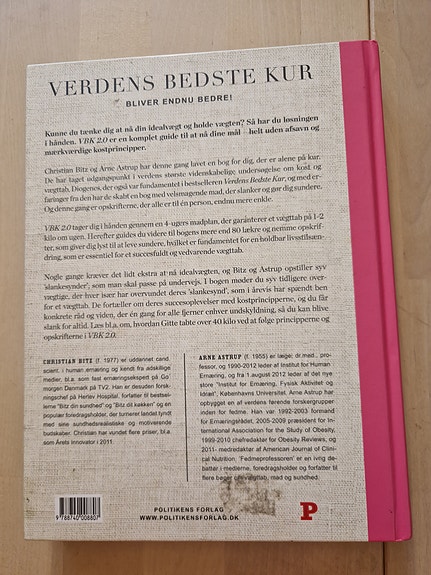 VERDENS BEDSTE KUR
BLIVER ENDNU BEDRE!
Kunne du tænke dig at nå din idealvægt og holde vægten? Så har du løsningen
i hånden. VBK 2.0 er en komplet guide til at nå dine mål – helt uden afsavn og
mærkværdige kostprincipper.
Christian Bitz og Arne Astrup har denne gang lavet en bog for dig, der er alene på kur.
De har taget udgangspunkt i verdens største videnskabelige undersøgelse om kost og
vægttab, Diogenes, der også var fundamentet i bestselleren Verdens Bedste Kur, og med er-
faringer fra den har de skabt en bog med velsmagende mad, der slanker og gør dig sundere.
Og denne gang er opskrifterne, der alle er til én person, endnu mere enkle.
VBK 2.0 tager dig i hånden gennem en 4-ugers madplan, der garanterer et vægttab på 1-2
kilo om ugen. Herefter guides du videre til bogens mere end 80 lækre og nemme opskrif-
ter, som giver dig lyst til at leve sundere, hvilket er fundamentet for en holdbar livsstilsæn-
dring, som er essentiel for et succesfuldt og vedvarende vægttab.
Nogle gange kræver det lidt ekstra at nå idealvægten, og Bitz og Astrup opstiller syv
'slankesynder', som man skal passe på undervejs. I bogen møder du syv tidligere over-
vægtige, der hver især har overvundet deres 'slankesynd', som i årevis har spændt ben
for et vægttab. De fortæller om deres succesoplevelser med kostprincipperne, og du får
konkrete råd og viden, der én gang for alle fjerner enhver undskyldning, så du kan blive
slank for altid. Læs bl.a. om, hvordan Gitte tabte over 40 kilo ved at følge principperne og
opskrifterne i VBK 2.0.
CHRISTIAN BITZ (f. 1977) er uddannet cand.
scient. i human ernæring og kendt fra adskillige
medier, bl.a. som fast ernæringsekspert på Go'
morgen Danmark på TV2. Han er desuden forsk-
ningschef på Herlev Hospital, forfatter til bestsel-
lerne "Bitz din sundhed" og "Bitz dit køkken" og en
populær foredragsholder, der turnerer landet tyndt
med sine sundhedsrealistiske og motiverende
budskaber. Christian har vundet flere priser, bl.a.
som Årets Innovatør i 2011.
ARNE ASTRUP (f. 1955) er læge, dr.med., pro-
fessor, og 1990-2012 leder af Institut for Human
Ernæring, og fra 1.august 2012 leder af det nye
store "Institut for Ernæring, Fysisk Aktivitet og
Idræt", Københavns Universitet. Arne Astrup har
opbygget en af verdens førende forskergrupper
inden for fedme. Han var 1992-2003 formand
for Ernæringsrådet, 2005-2009 præsident for In-
ternational Association for the Study of Obesity,
1999-2010 chefredaktør for Obesity Reviews, og
2011- medredaktør af American Journal of Clini-
cal Nutrition. 'Fedmeprofessoren' er en ivrig de-
battør i medierne, foredragsholder og forfatter til
flere bøger om vægttab, mad og sundhed.
POLITIKENS FORLAG
WWW.POLITIKENSFORLAG.DK
P
9788740008807